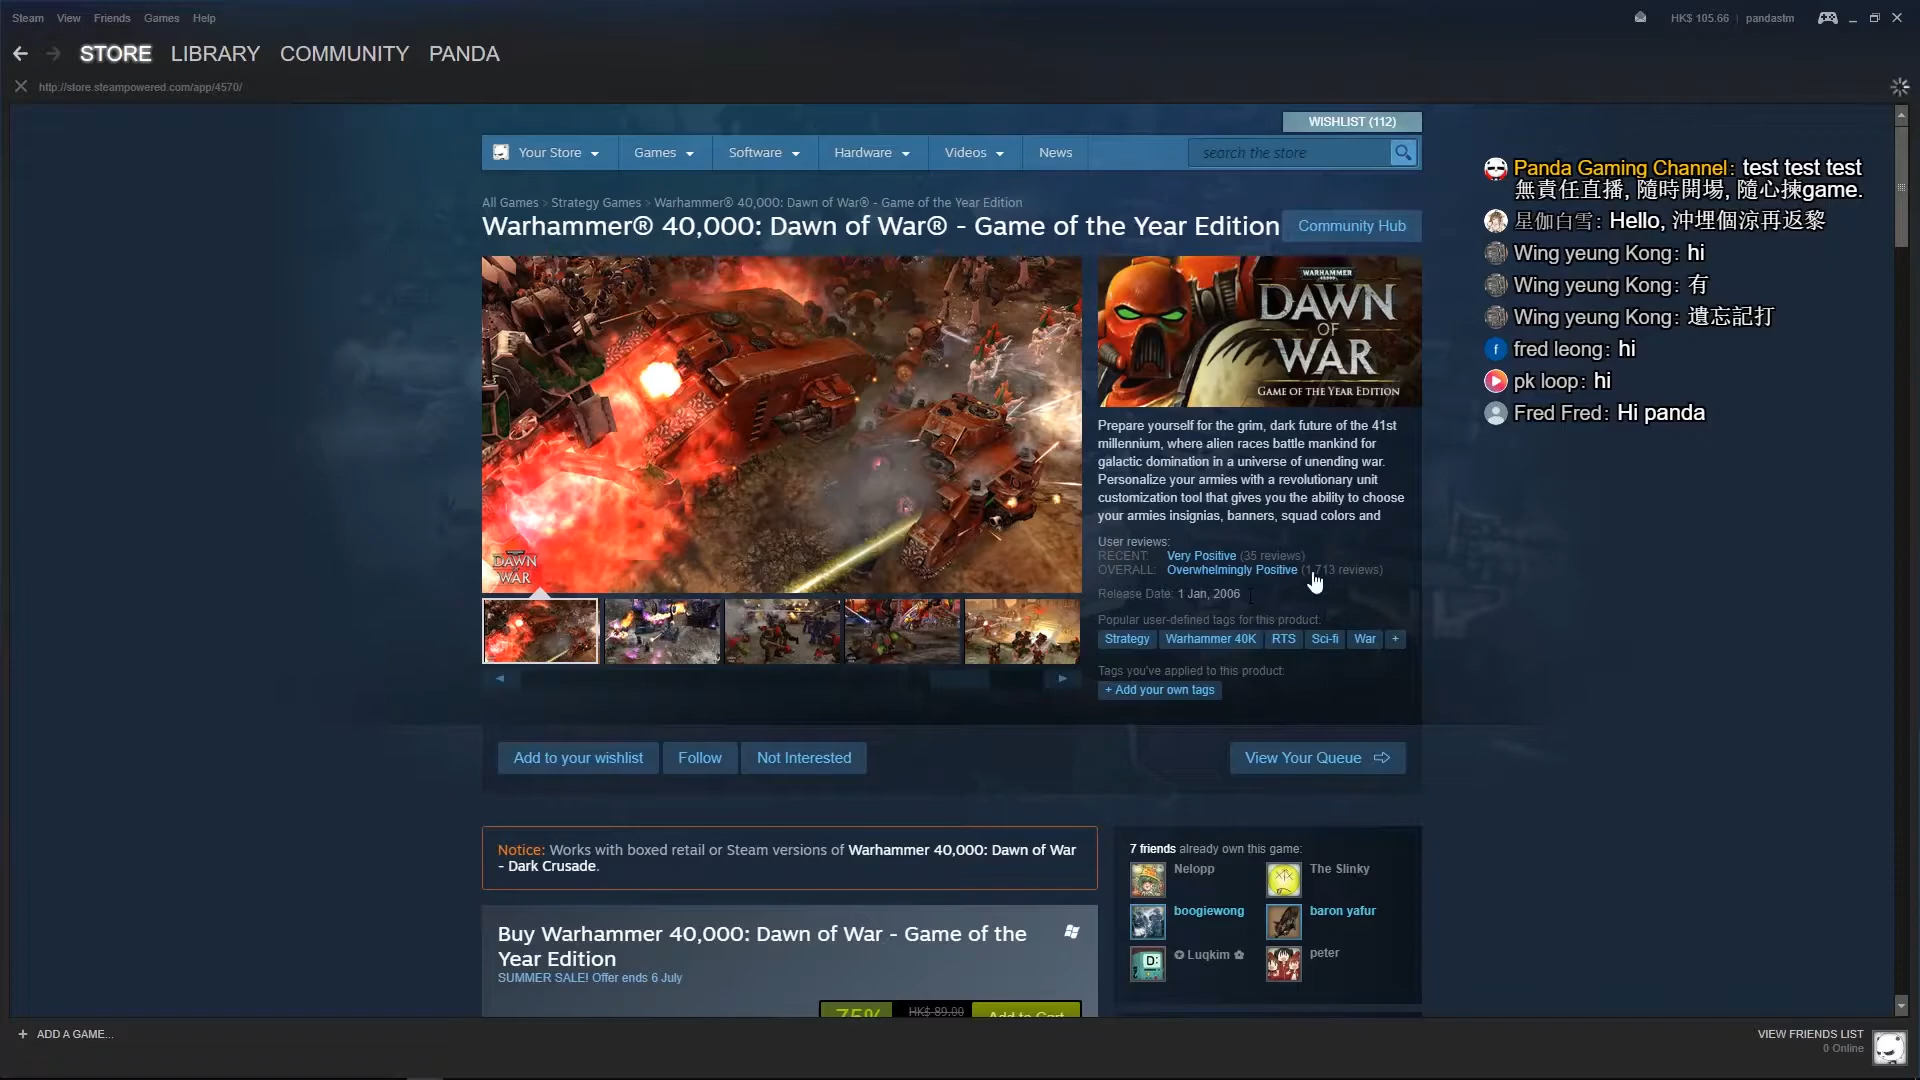 Steam View Friends Games Help
HK$ 105.66 | pandastm
STORE LIBRARY COMMUNITY PANDA
http://store.steampowered.com/app/4570/
WISHLIST (112)
Your Store Games Software Hardware Videos News
search the store
All Games > Strategy Games > Warhammer® 40,000: Dawn of War® - Game of the Year Edition
Warhammer® 40,000: Dawn of War® - Game of the Year Edition
Community Hub
DAWN
OF
WAR
WARHAMMER
40,000
DAWN
OF
WAR
GAME OF THE YEAR EDITION
Prepare yourself for the grim, dark future of the 41st
millennium, where alien races battle mankind for
galactic domination in a universe of unending war.
Personalize your armies with a revolutionary unit
customization tool that gives you the ability to choose
your armies insignias, banners, squad colors and
User reviews:
RECENT: Very Positive (35 reviews)
OVERALL: Overwhelmingly Positive (1,713 reviews)
Release Date: 1 Jan, 2006
Popular user-defined tags for this product:
Strategy Warhammer 40K RTS Sci-fi War +
Tags you've applied to this product:
+ Add your own tags
Add to your wishlist Follow Not Interested
View Your Queue
Notice: Works with boxed retail or Steam versions of Warhammer 40,000: Dawn of War
- Dark Crusade.
Buy Warhammer 40,000: Dawn of War - Game of the
Year Edition
SUMMER SALE! Offer ends 6 July
75% HK$ 89.00 Add to Cart
7 friends already own this game:
Nelopp The Slinky
boogiewong baron yafur
✪ Luqkim ✿ peter
Panda Gaming Channel: test test test
無責任直播, 隨時開場, 隨心揀game.
星伽白雪: Hello, 沖埋個涼再返黎
Wing yeung Kong: hi
Wing yeung Kong: 有
Wing yeung Kong: 遺忘記打
fred leong: hi
pk loop: hi
Fred Fred: Hi panda
+ ADD A GAME...
VIEW FRIENDS LIST
0 Online